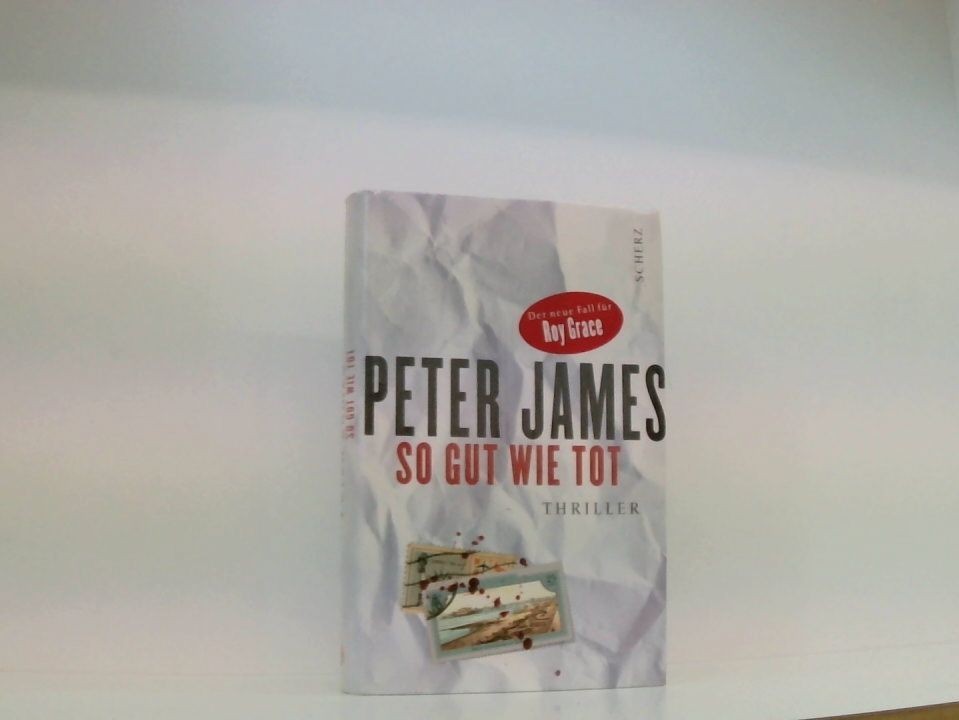 SCHERZ
Der neue Fall für
Roy Grace
PETER JAMES
SO GUT WIE TOT
THRILLER
SO GUT WIE TOT